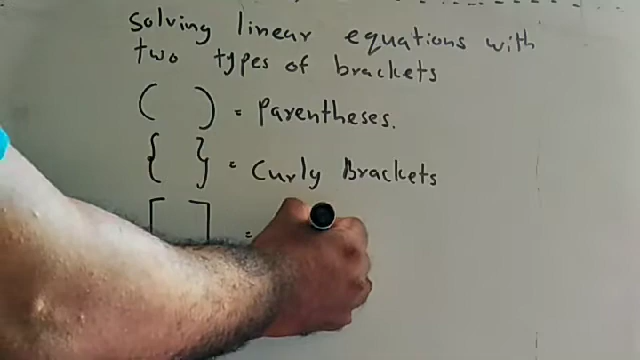 Solving linear equations with
two types of brackets
( ) = Parentheses.
{ } = Curly Brackets
[ ] =